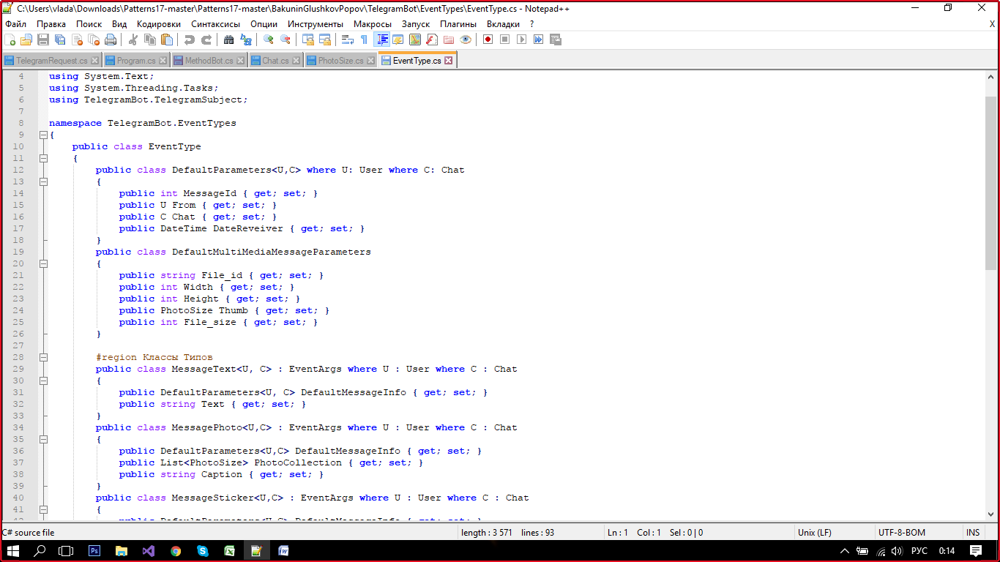 C:\Users\vlada\Downloads\Patterns17-master\Patterns17-master\BakuninGlushkovPopov\TelegramBot\EventTypes\EventType.cs - Notepad++
Файл Правка Поиск Вид Кодировки Синтаксисы Опции Инструменты Макросы Запуск Плагины Вкладки ?
X
TelegramRequest.cs Program.cs MethodBot.cs Chat.cs PhotoSize.cs EventType.cs
4 using System.Text;
5 using System.Threading.Tasks;
6 using TelegramBot.TelegramSubject;
7
8 namespace TelegramBot.EventTypes
9 {
10 public class EventType
11 {
12 public class DefaultParameters<U,C> where U: User where C: Chat
13 {
14 public int MessageId { get; set; }
15 public U From { get; set; }
16 public C Chat { get; set; }
17 public DateTime DateReveiver { get; set; }
18 }
19 public class DefaultMultiMediaMessageParameters
20 {
21 public string File_id { get; set; }
22 public int Width { get; set; }
23 public int Height { get; set; }
24 public PhotoSize Thumb { get; set; }
25 public int File_size { get; set; }
26 }
27
28 #region Классы Типов
29 public class MessageText<U, C> : EventArgs where U : User where C : Chat
30 {
31 public DefaultParameters<U, C> DefaultMessageInfo { get; set; }
32 public string Text { get; set; }
33 }
34 public class MessagePhoto<U,C> : EventArgs where U : User where C : Chat
35 {
36 public DefaultParameters<U,C> DefaultMessageInfo { get; set; }
37 public List<PhotoSize> PhotoCollection { get; set; }
38 public string Caption { get; set; }
39 }
40 public class MessageSticker<U,C> : EventArgs where U : User where C : Chat
41 {
42 public DefaultParameters<U,C> DefaultMessageInfo { get; set; }
C# source file length : 3 571 lines : 93 Ln : 1 Col : 1 Sel : 0 | 0 Unix (LF) UTF-8-BOM INS
Ps РУС 0:14